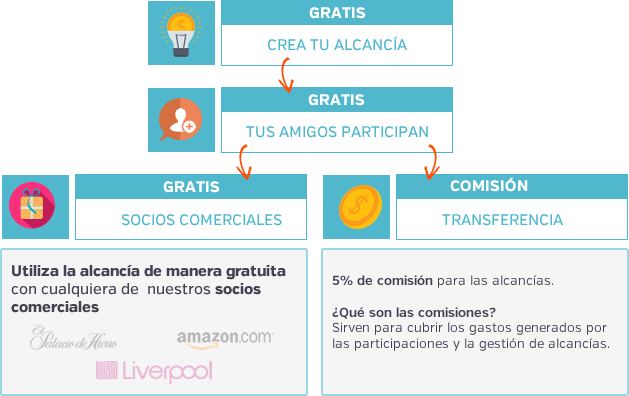 GRATIS
CREA TU ALCANCÍA
GRATIS
TUS AMIGOS PARTICIPAN
GRATIS
SOCIOS COMERCIALES
Utiliza la alcancía de manera gratuita
con cualquiera de nuestros socios
comerciales
El
Palacio de Hierro
amazon.com
Liverpool
COMISIÓN
TRANSFERENCIA
5% de comisión para las alcancías.
¿Qué son las comisiones?
Sirven para cubrir los gastos generados por
las participaciones y la gestión de alcancías.